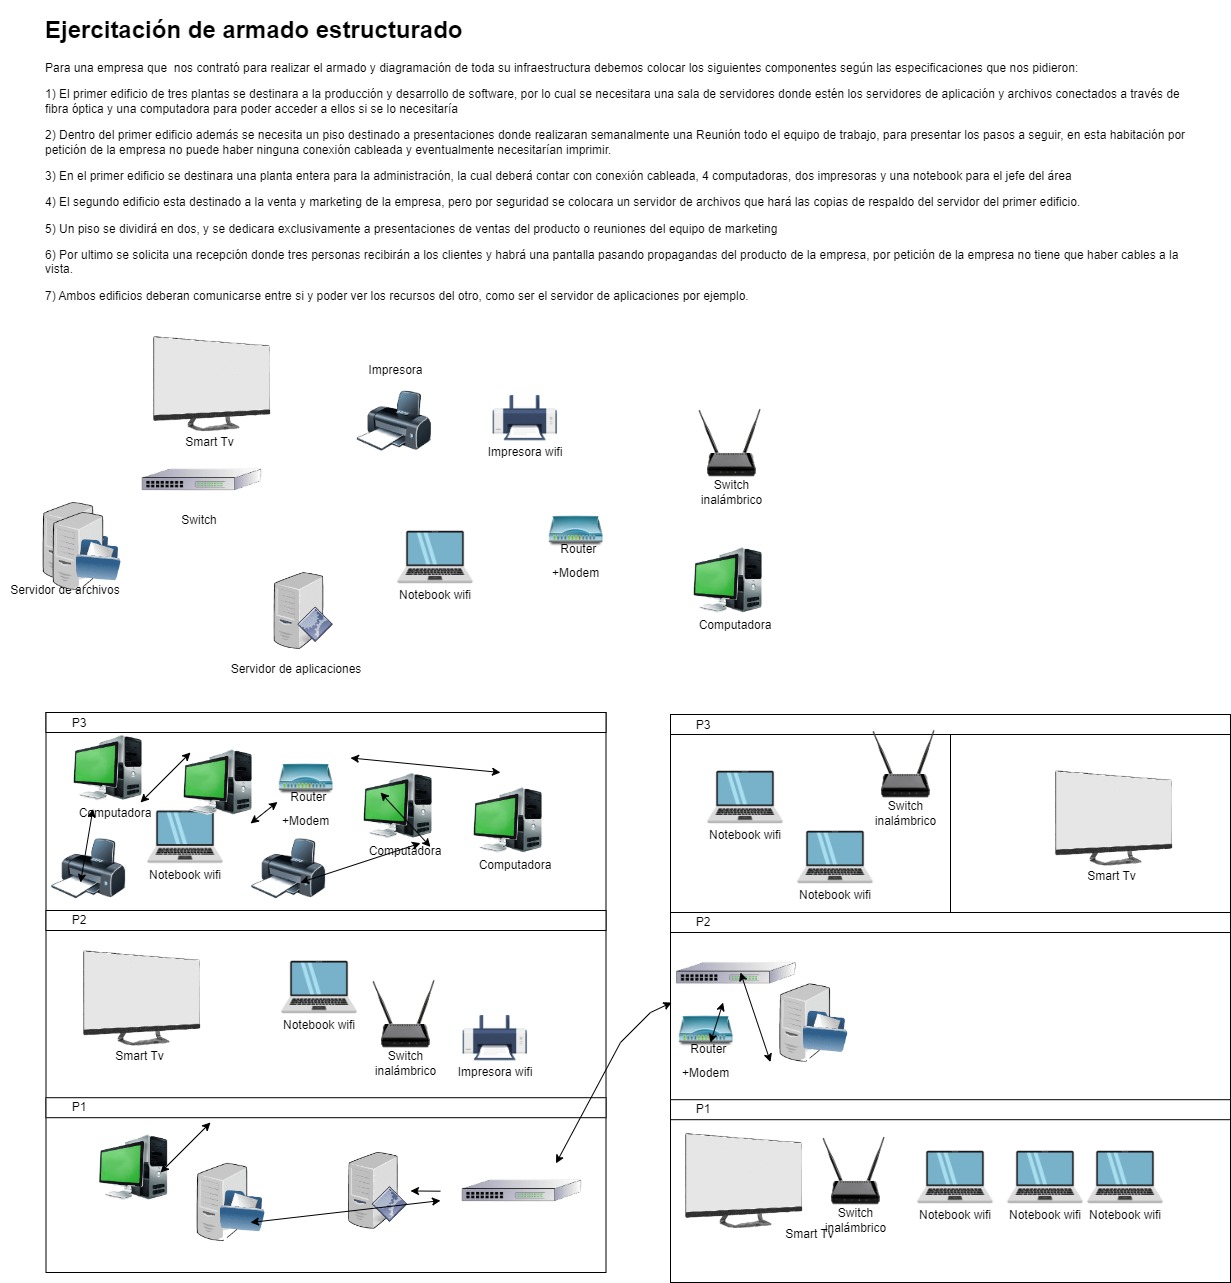 Ejercitación de armado estructurado
Para una empresa que  nos contrató para realizar el armado y diagramación de toda su infraestructura debemos colocar los siguientes componentes según las especificaciones que nos pidieron:
1) El primer edificio de tres plantas se destinara a la producción y desarrollo de software, por lo cual se necesitara una sala de servidores donde estén los servidores de aplicación y archivos conectados a través de
fibra óptica y una computadora para poder acceder a ellos si se lo necesitaría
2) Dentro del primer edificio además se necesita un piso destinado a presentaciones donde realizaran semanalmente una Reunión todo el equipo de trabajo, para presentar los pasos a seguir, en esta habitación por
petición de la empresa no puede haber ninguna conexión cableada y eventualmente necesitarían imprimir.
3) En el primer edificio se destinara una planta entera para la administración, la cual deberá contar con conexión cableada, 4 computadoras, dos impresoras y una notebook para el jefe del área
4) El segundo edificio esta destinado a la venta y marketing de la empresa, pero por seguridad se colocara un servidor de archivos que hará las copias de respaldo del servidor del primer edificio.
5) Un piso se dividirá en dos, y se dedicara exclusivamente a presentaciones de ventas del producto o reuniones del equipo de marketing
6) Por ultimo se solicita una recepción donde tres personas recibirán a los clientes y habrá una pantalla pasando propagandas del producto de la empresa, por petición de la empresa no tiene que haber cables a la
vista.
7) Ambos edificios deberan comunicarse entre si y poder ver los recursos del otro, como ser el servidor de aplicaciones por ejemplo.
Impresora
Smart Tv
Impresora wifi
Switch
inalámbrico
Switch
Router
+Modem
Servidor de archivos
Notebook wifi
Computadora
Servidor de aplicaciones
P3
Router
+Modem
Computadora
Computadora
Computadora
Notebook wifi
P2
Notebook wifi
Smart Tv
Switch
inalámbrico
Impresora wifi
P1
P3
Switch
inalámbrico
Notebook wifi
Smart Tv
Notebook wifi
P2
Router
+Modem
P1
Switch
inalámbrico
Smart Tv
Notebook wifi
Notebook wifi
Notebook wifi